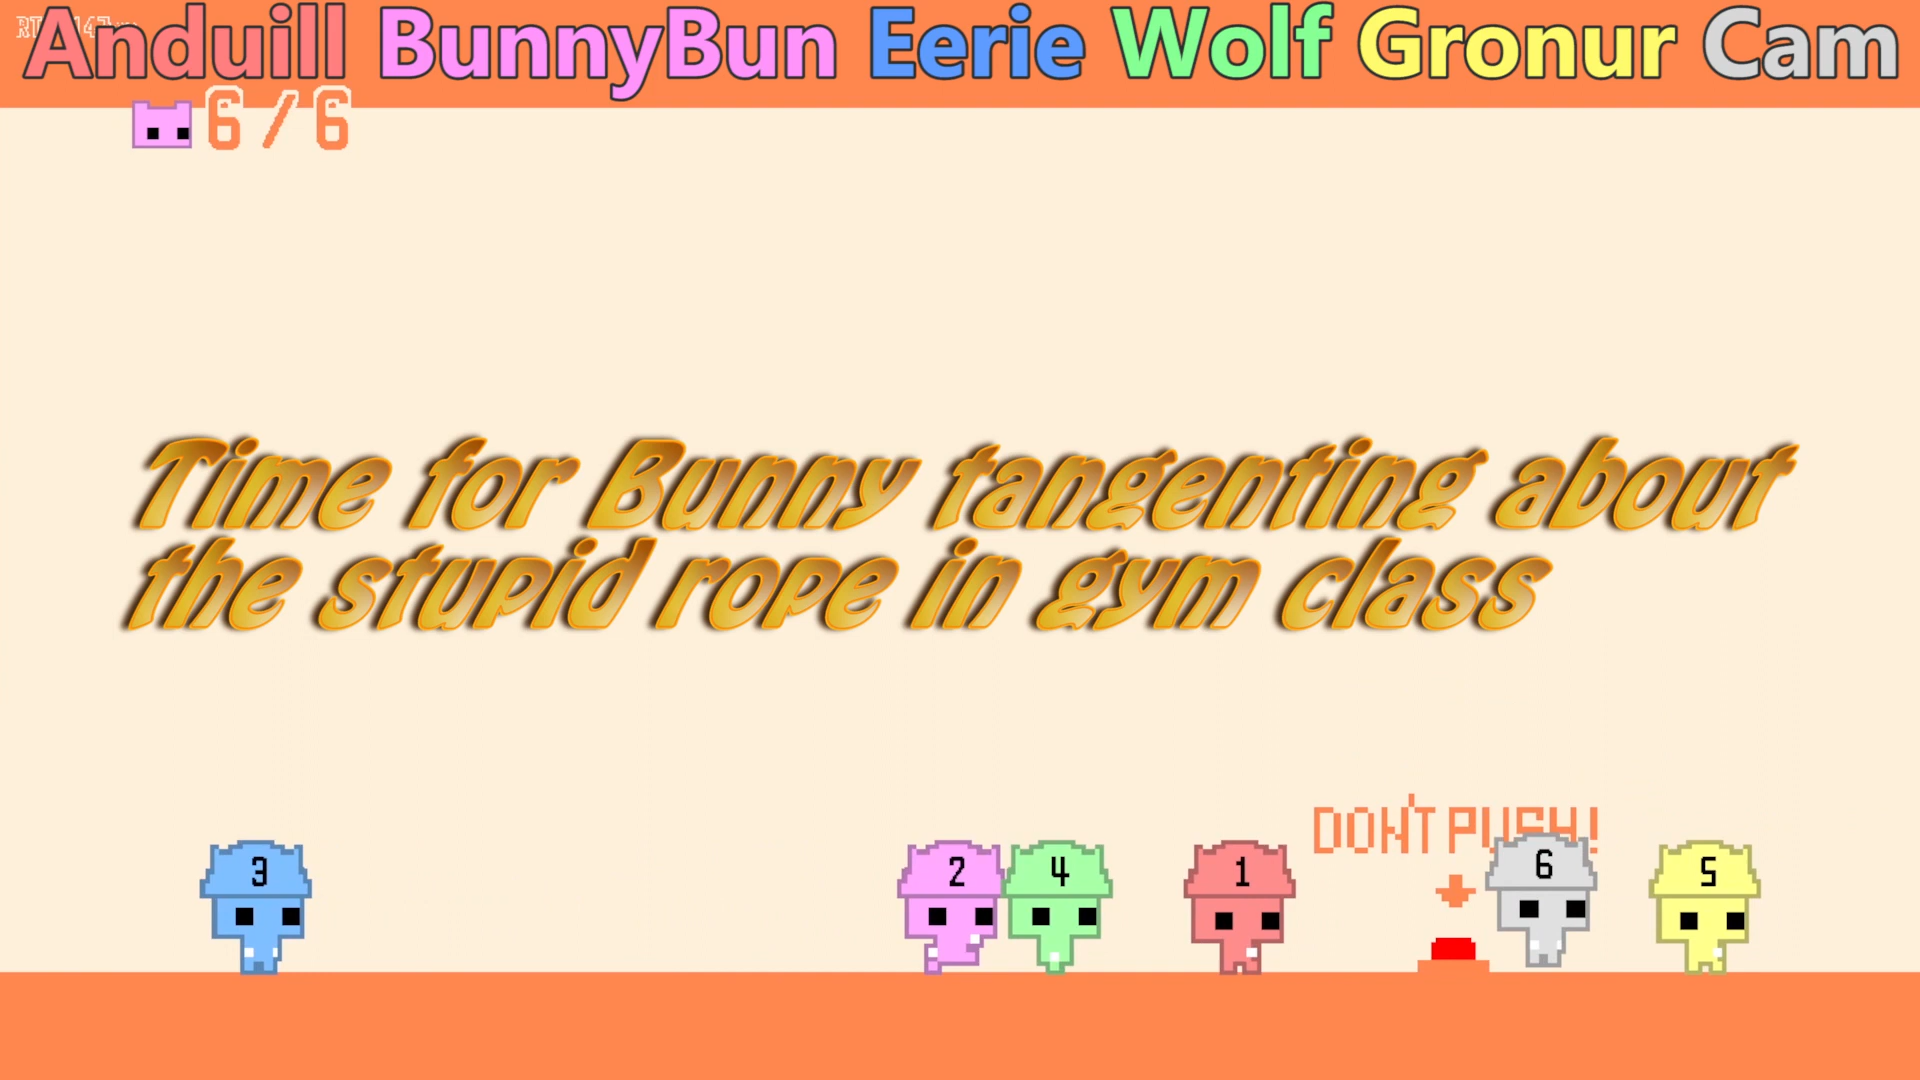 Anduill BunnyBun Eerie Wolf Gronur Cam
6/6
Time for Bunny tangenting about
the stupid rope in gym class
DON'T PUSH!
3 2 4 1 6 5